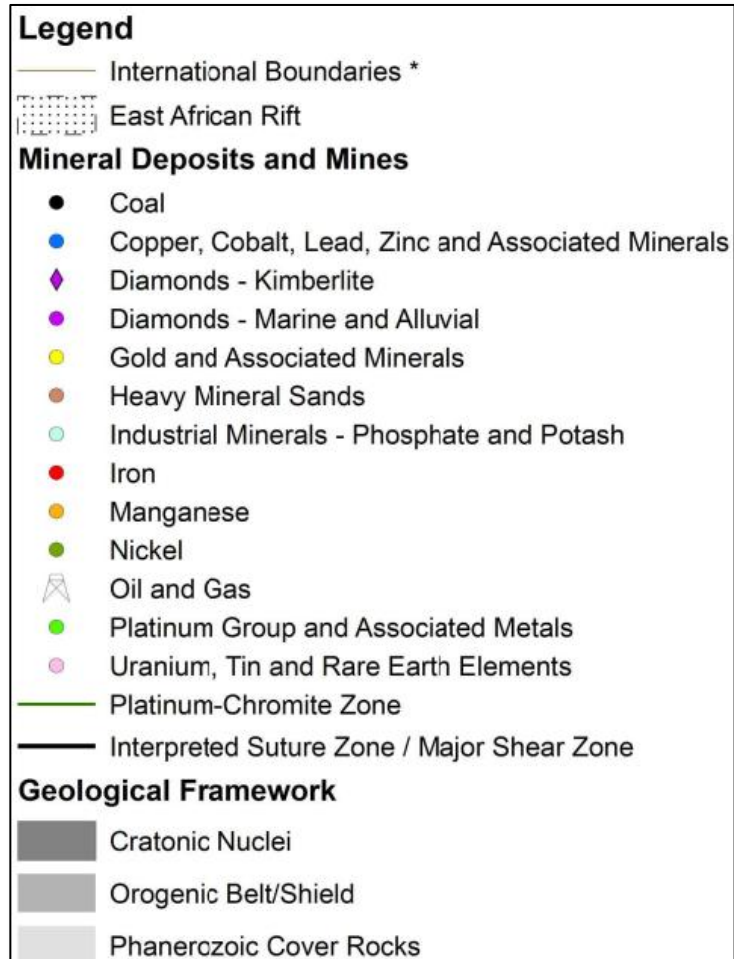 Legend
International Boundaries *
East African Rift
Mineral Deposits and Mines
Coal
Copper, Cobalt, Lead, Zinc and Associated Minerals
Diamonds - Kimberlite
Diamonds - Marine and Alluvial
Gold and Associated Minerals
Heavy Mineral Sands
Industrial Minerals - Phosphate and Potash
Iron
Manganese
Nickel
Oil and Gas
Platinum Group and Associated Metals
Uranium, Tin and Rare Earth Elements
Platinum-Chromite Zone
Interpreted Suture Zone / Major Shear Zone
Geological Framework
Cratonic Nuclei
Orogenic Belt/Shield
Phanerozoic Cover Rocks